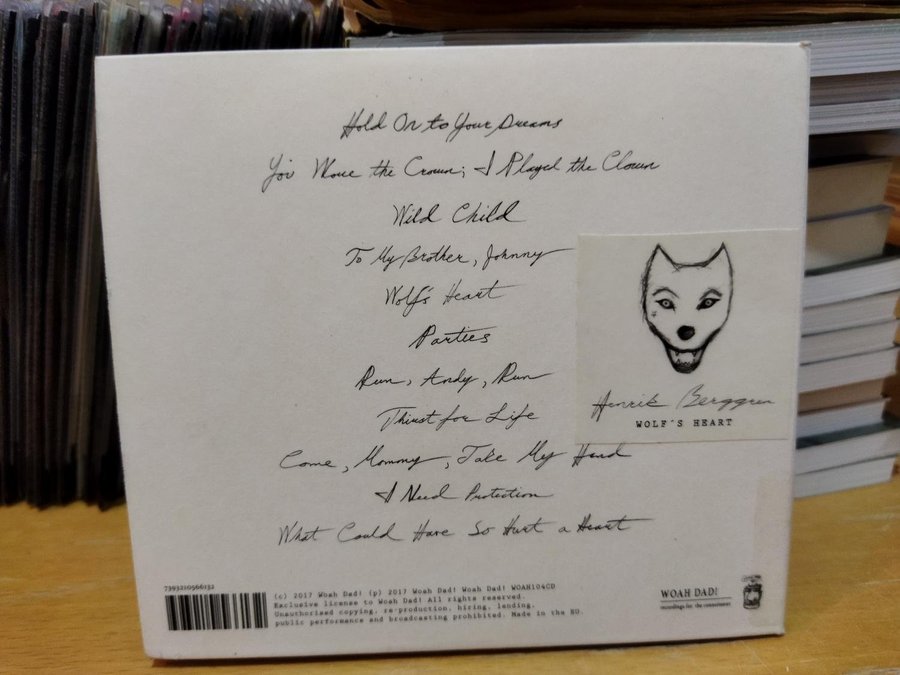 Hold On to Your Dreams
You Wore the Crown; I Played the Clown
Wild Child
To My Brother, Johnny
Wolf's Heart
Parties
Run, Andy, Run
Thirst for Life
Come, Mommy, Take My Hand
I Need Protection
What Could Have So Hurt a Heart
Henrik Berggren
WOLF'S HEART
7393210566132
(c) 2017 Woah Dad! (p) 2017 Woah Dad! Woah Dad! WOAH104CD
Exclusive license to Woah Dad! All rights reserved.
Unauthorised copying, re-production, hiring, landing,
public performance and broadcasting prohibited. Made in the EU.
WOAH DAD!
recordings for the connoisseur